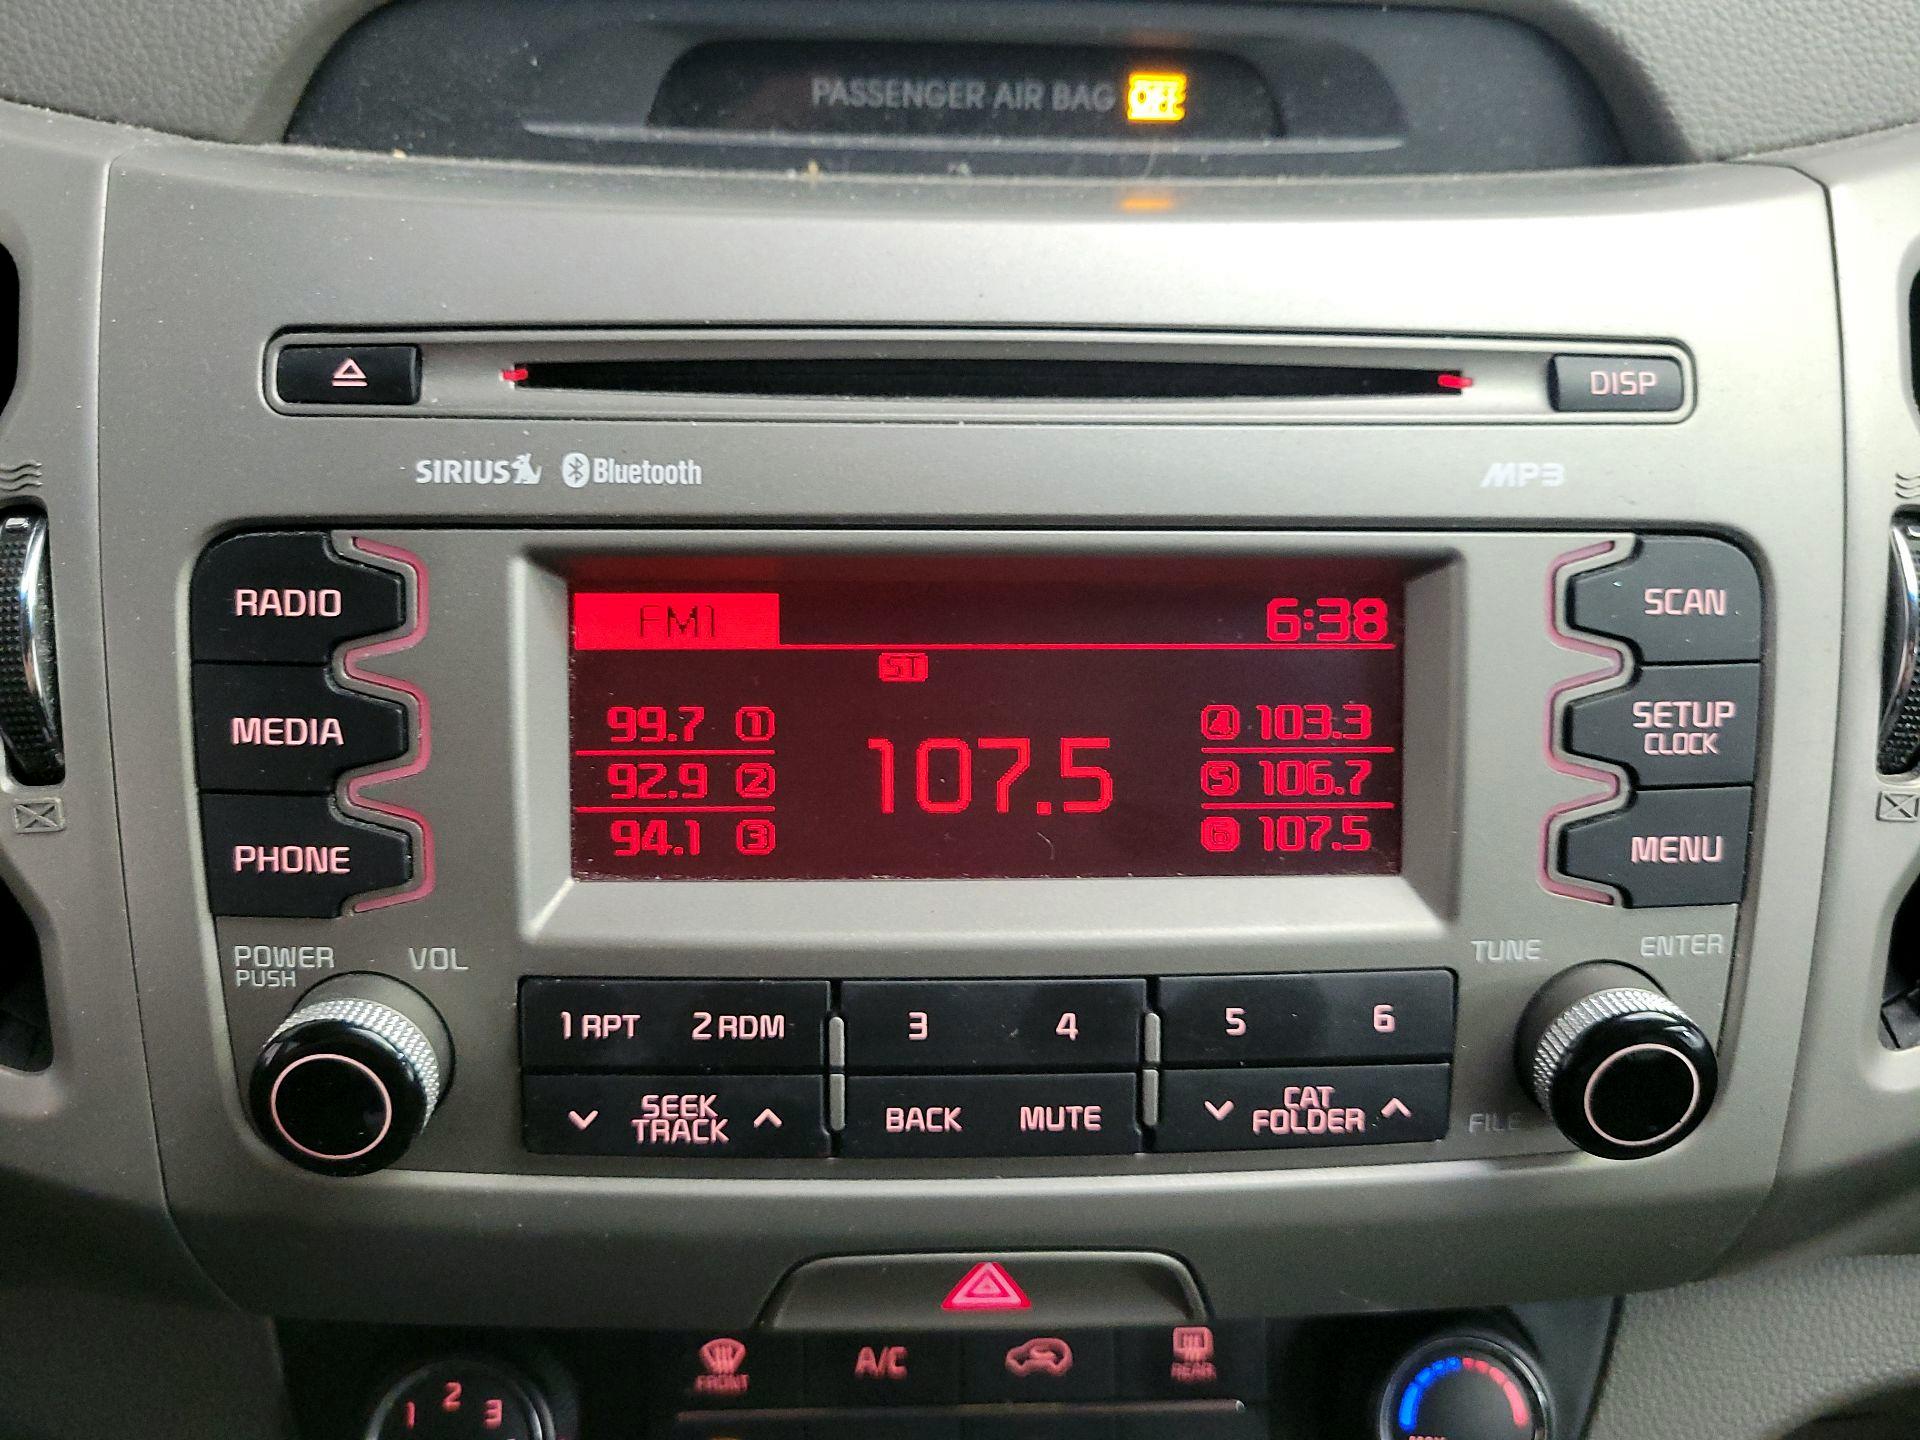 PASSENGER AIR BAG OFF
DISP
SIRIUS Bluetooth MP3
RADIO
MEDIA
PHONE
FM1 6:38
ST
99.7 1
92.9 2
94.1 3
107.5
4 103.3
5 106.7
6 107.5
SCAN
SETUP
CLOCK
MENU
POWER
PUSH
VOL
TUNE
ENTER
FILE
1 RPT 2 RDM 3 4 5 6
SEEK
TRACK
BACK MUTE
CAT
FOLDER
FRONT
A/C
REAR
1 2 3